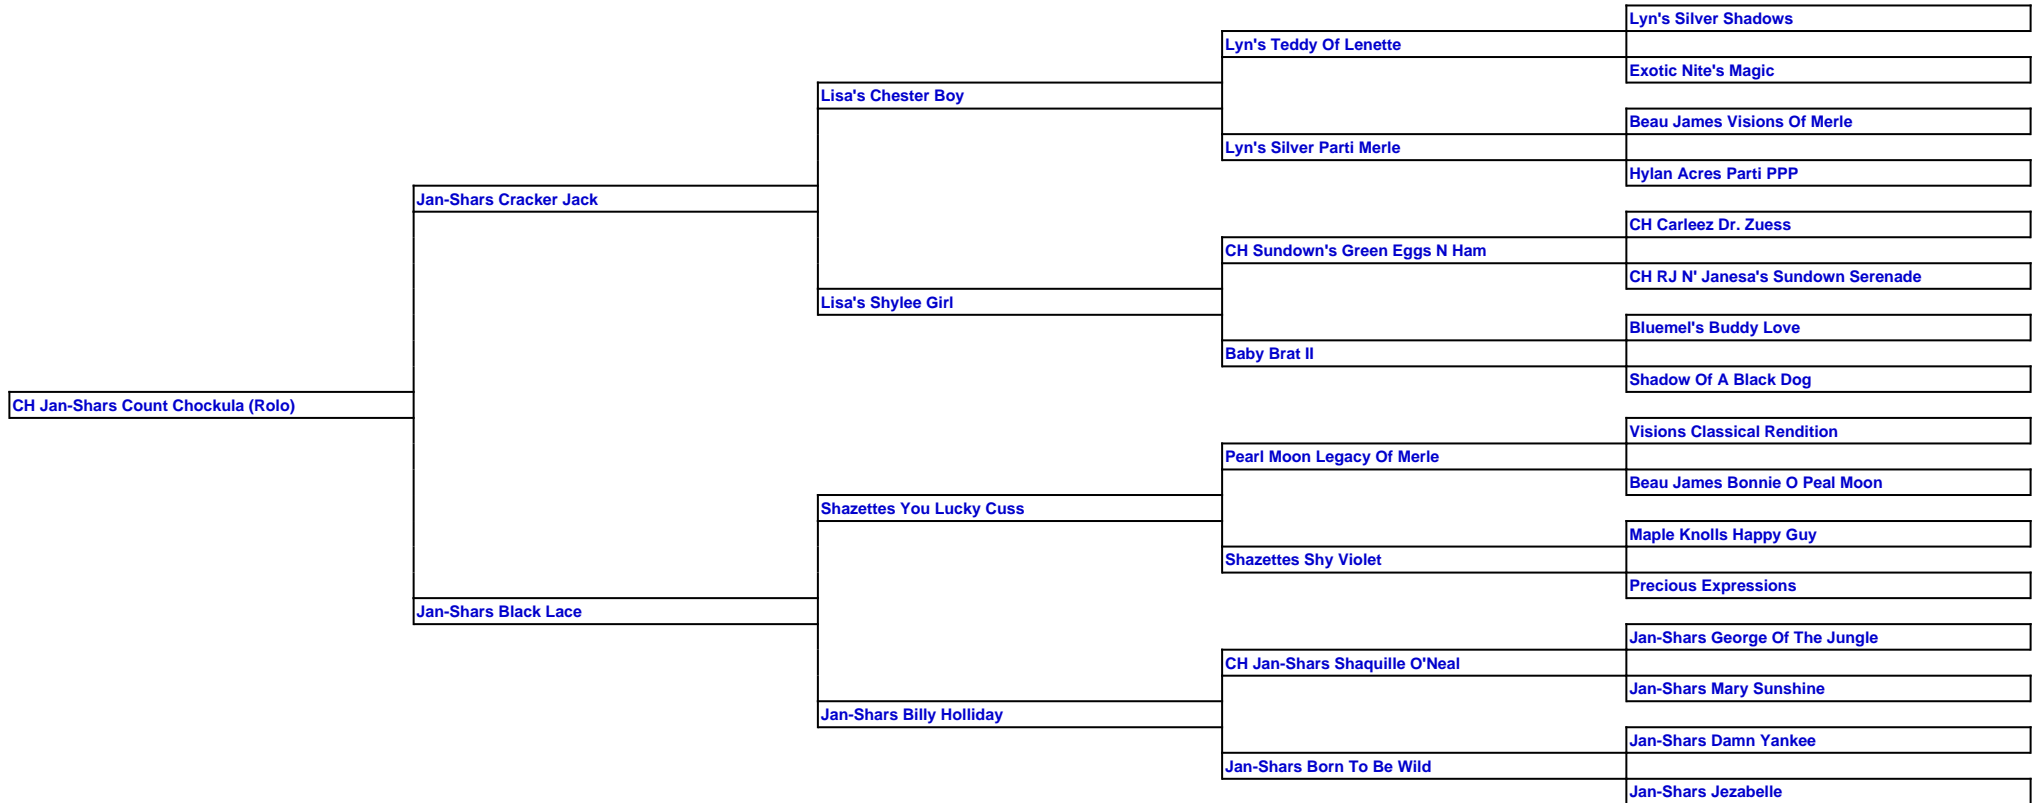 Lyn's Silver Shadows
Lyn's Teddy Of Lenette
Exotic Nite's Magic
Lisa's Chester Boy
Beau James Visions Of Merle
Lyn's Silver Parti Merle
Hylan Acres Parti PPP
Jan-Shars Cracker Jack
CH Carleez Dr. Zuess
CH Sundown's Green Eggs N Ham
CH RJ N' Janesa's Sundown Serenade
Lisa's Shylee Girl
Bluemel's Buddy Love
Baby Brat II
Shadow Of A Black Dog
CH Jan-Shars Count Chockula (Rolo)
Visions Classical Rendition
Pearl Moon Legacy Of Merle
Beau James Bonnie O Peal Moon
Shazettes You Lucky Cuss
Maple Knolls Happy Guy
Shazettes Shy Violet
Precious Expressions
Jan-Shars Black Lace
Jan-Shars George Of The Jungle
CH Jan-Shars Shaquille O'Neal
Jan-Shars Mary Sunshine
Jan-Shars Billy Holliday
Jan-Shars Damn Yankee
Jan-Shars Born To Be Wild
Jan-Shars Jezabelle